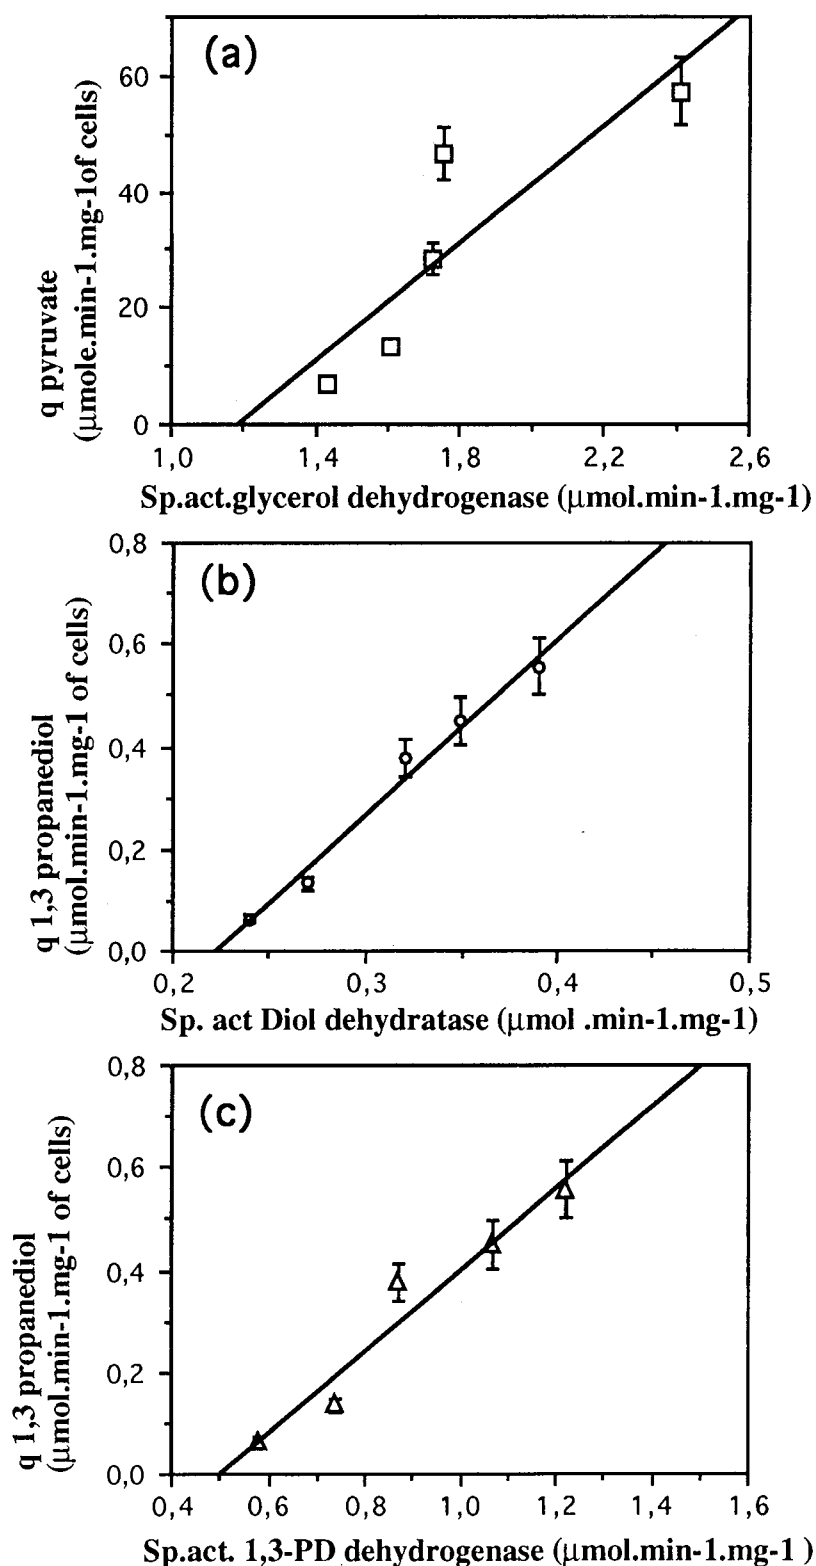 (a)
60
40
20
0
q pyruvate
(μmole.min-1.mg-1of cells)
1,0 1,4 1,8 2,2 2,6
Sp.act.glycerol dehydrogenase (μmol.min-1.mg-1)
(b)
0,8
0,6
0,4
0,2
0,0
q 1,3 propanediol
(μmol.min-1.mg-1 of cells)
0,2 0,3 0,4 0,5
Sp. act Diol dehydratase (μmol .min-1.mg-1)
(c)
0,8
0,6
0,4
0,2
0,0
q 1,3 propanediol
(μmol.min-1.mg-1 of cells)
0,4 0,6 0,8 1,0 1,2 1,4 1,6
Sp.act. 1,3-PD dehydrogenase (μmol.min-1.mg-1 )